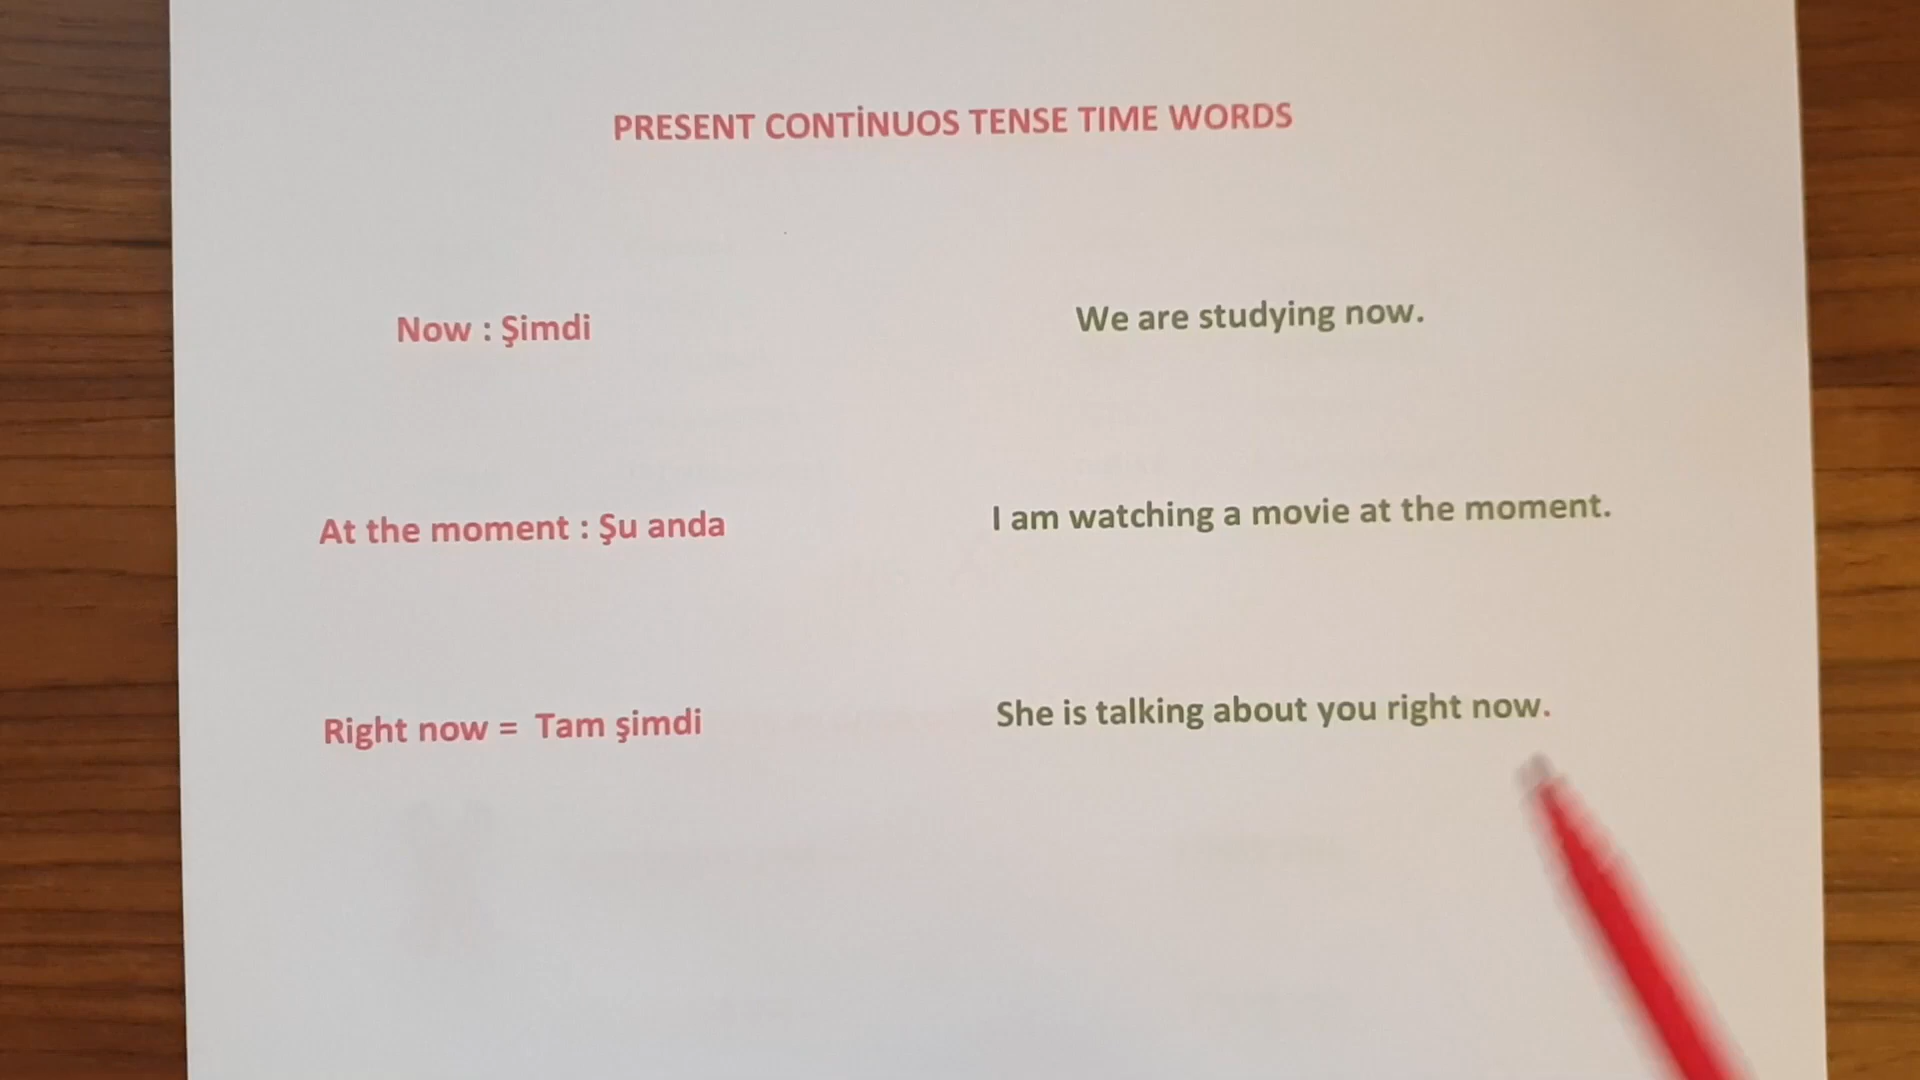 PRESENT CONTİNUOS TENSE TIME WORDS
Now : Şimdi
We are studying now.
At the moment : Şu anda
I am watching a movie at the moment.
Right now = Tam şimdi
She is talking about you right now.